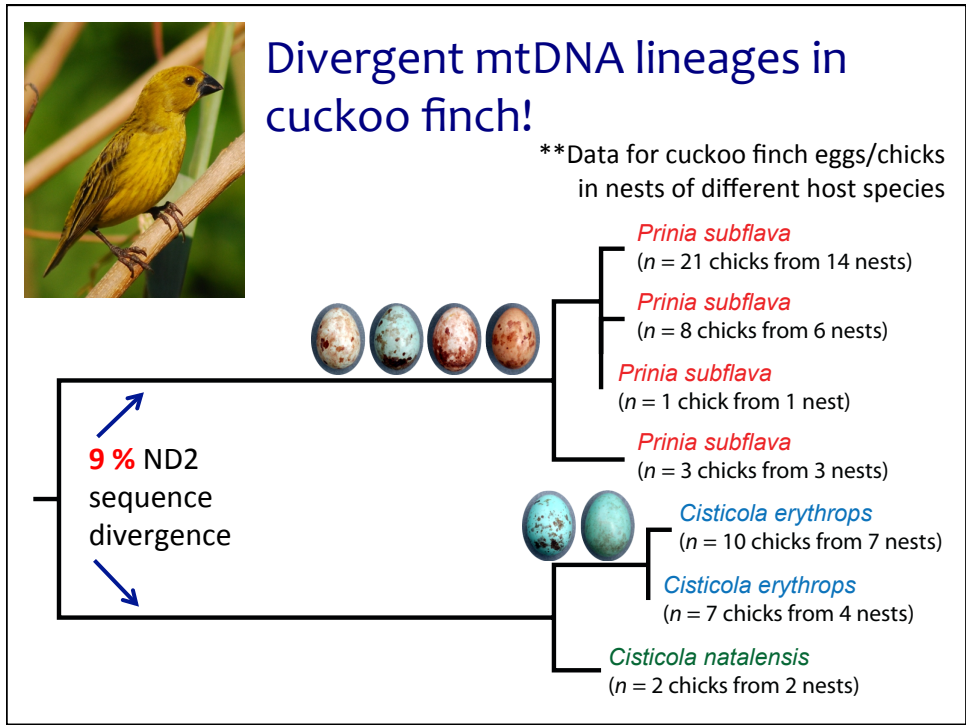 Divergent mtDNA lineages in
cuckoo finch!
**Data for cuckoo finch eggs/chicks
in nests of different host species
Prinia subflava
(n = 21 chicks from 14 nests)
Prinia subflava
(n = 8 chicks from 6 nests)
Prinia subflava
(n = 1 chick from 1 nest)
Prinia subflava
(n = 3 chicks from 3 nests)
9 % ND2
sequence
divergence
Cisticola erythrops
(n = 10 chicks from 7 nests)
Cisticola erythrops
(n = 7 chicks from 4 nests)
Cisticola natalensis
(n = 2 chicks from 2 nests)